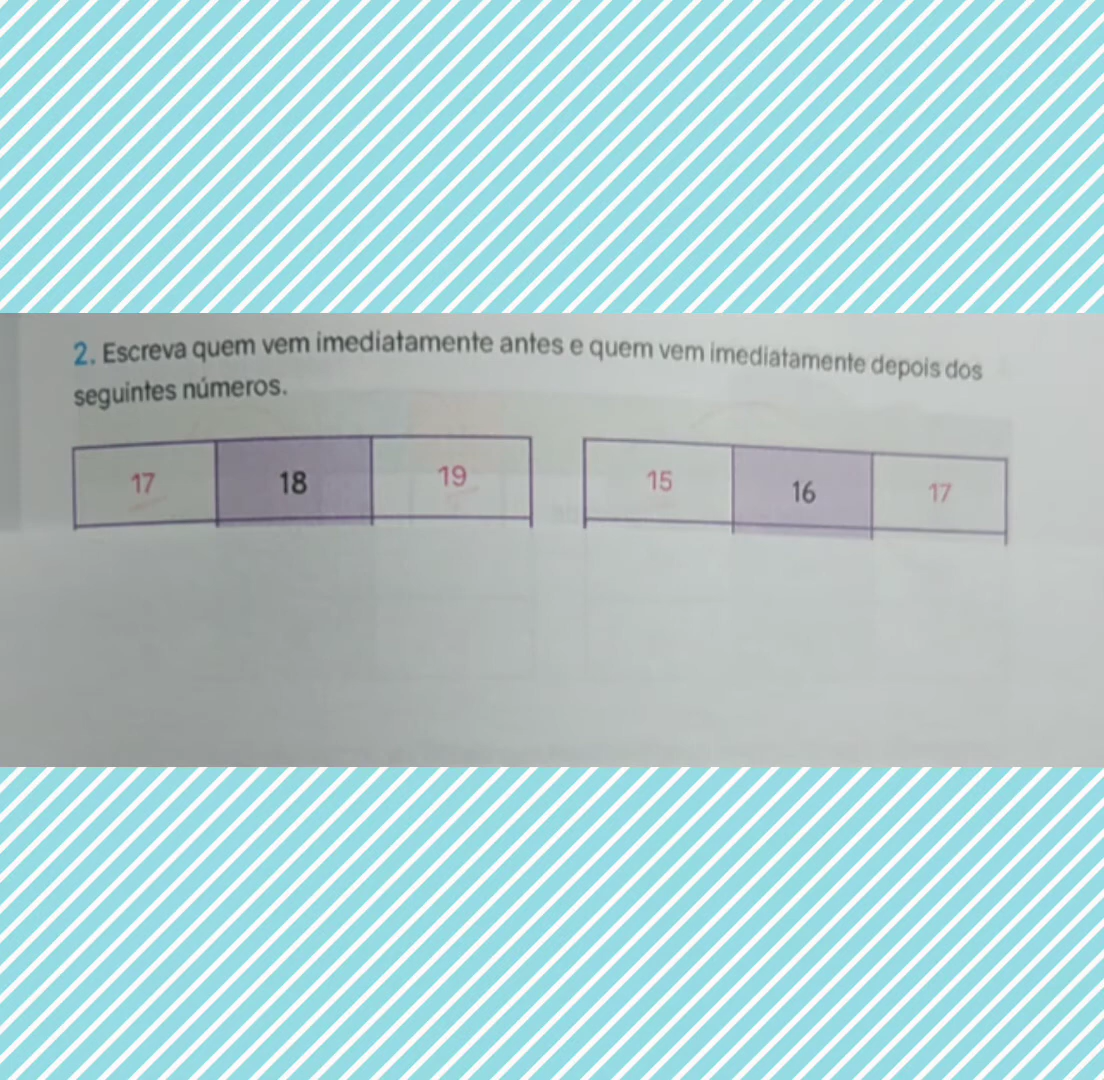 2. Escreva quem vem imediatamente antes e quem vem imediatamente depois dos
seguintes números.
17 18 19 15 16 17